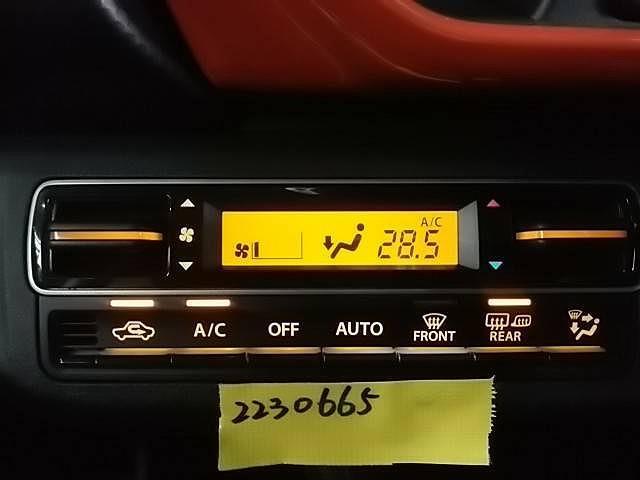 A/C
28.5
A/C OFF AUTO FRONT REAR
2230665